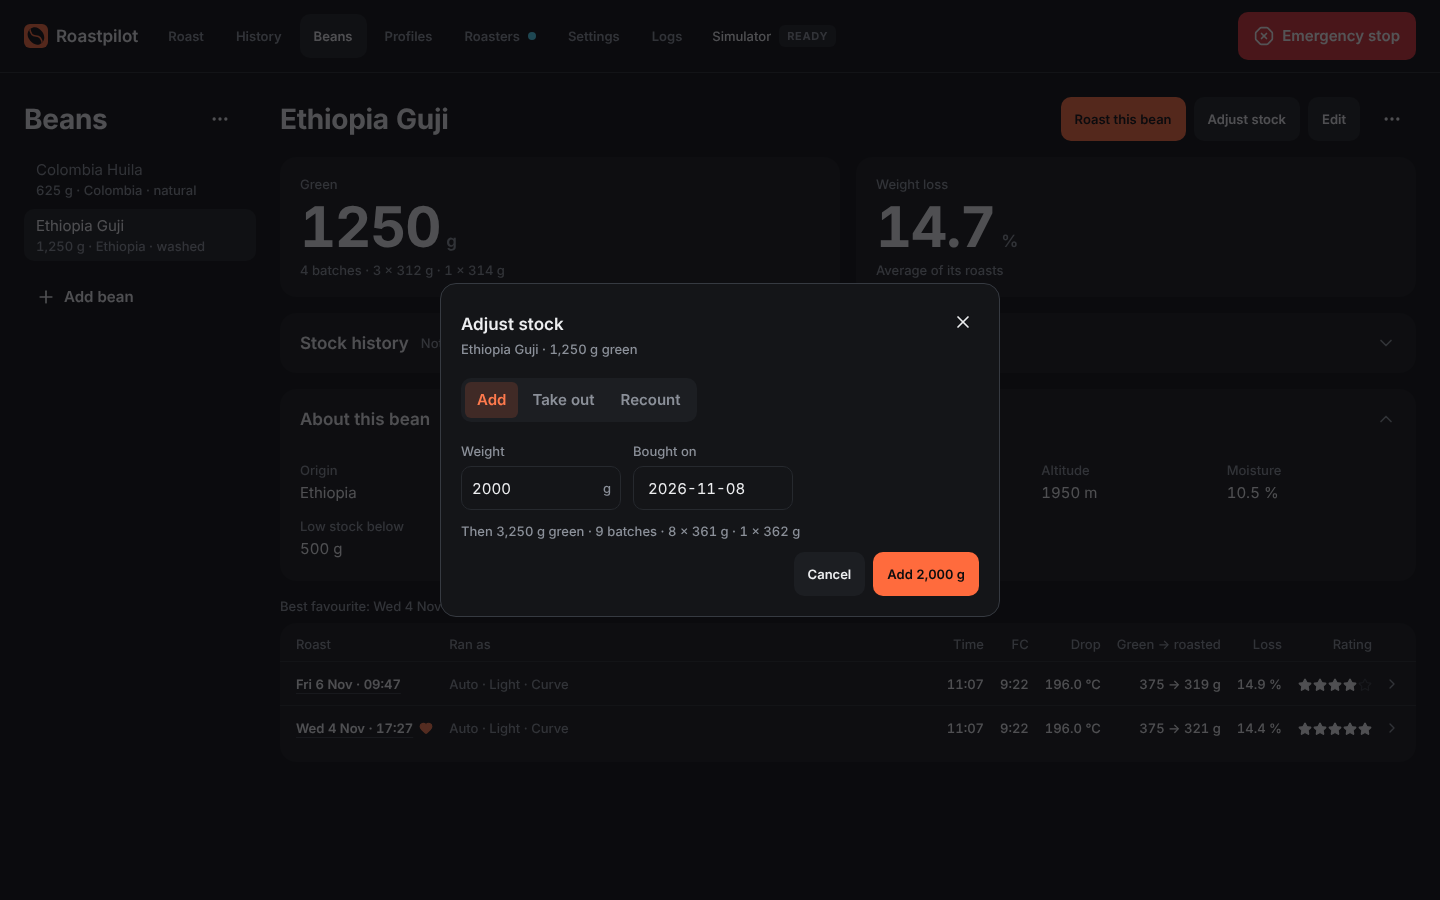 Roastpilot Roast History Beans Profiles Roasters Settings Logs Simulator READY Emergency stop
Beans
Colombia Huila
625 g · Colombia · natural
Ethiopia Guji
1,250 g · Ethiopia · washed
Add bean
Ethiopia Guji
Roast this bean Adjust stock Edit
Green
1250 g
4 batches · 3 × 312 g · 1 × 314 g
Weight loss
14.7 %
Average of its roasts
Stock history
About this bean
Origin
Ethiopia
Altitude
1950 m
Moisture
10.5 %
Low stock below
500 g
Adjust stock
Ethiopia Guji · 1,250 g green
Add Take out Recount
Weight Bought on
2000 g 2026-11-08
Then 3,250 g green · 9 batches · 8 × 361 g · 1 × 362 g
Cancel Add 2,000 g
Best favourite: Wed 4 Nov
Roast Ran as Time FC Drop Green → roasted Loss Rating
Fri 6 Nov · 09:47 Auto · Light · Curve 11:07 9:22 196.0 °C 375 → 319 g 14.9 %
Wed 4 Nov · 17:27 Auto · Light · Curve 11:07 9:22 196.0 °C 375 → 321 g 14.4 %